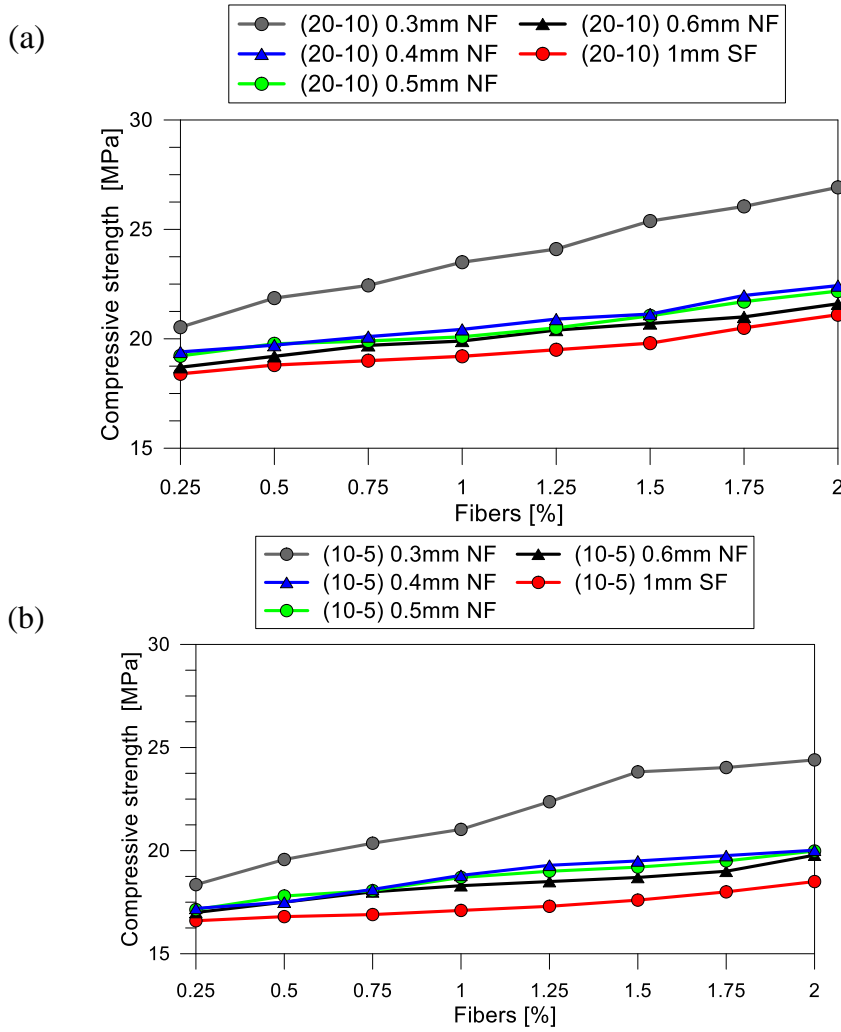 (a)
(20-10) 0.3mm NF (20-10) 0.6mm NF
(20-10) 0.4mm NF (20-10) 1mm SF
(20-10) 0.5mm NF
30
25
20
15
Compressive strength [MPa]
0.25 0.5 0.75 1 1.25 1.5 1.75 2
Fibers [%]
(b)
(10-5) 0.3mm NF (10-5) 0.6mm NF
(10-5) 0.4mm NF (10-5) 1mm SF
(10-5) 0.5mm NF
30
25
20
15
Compressive strength [MPa]
0.25 0.5 0.75 1 1.25 1.5 1.75 2
Fibers [%]